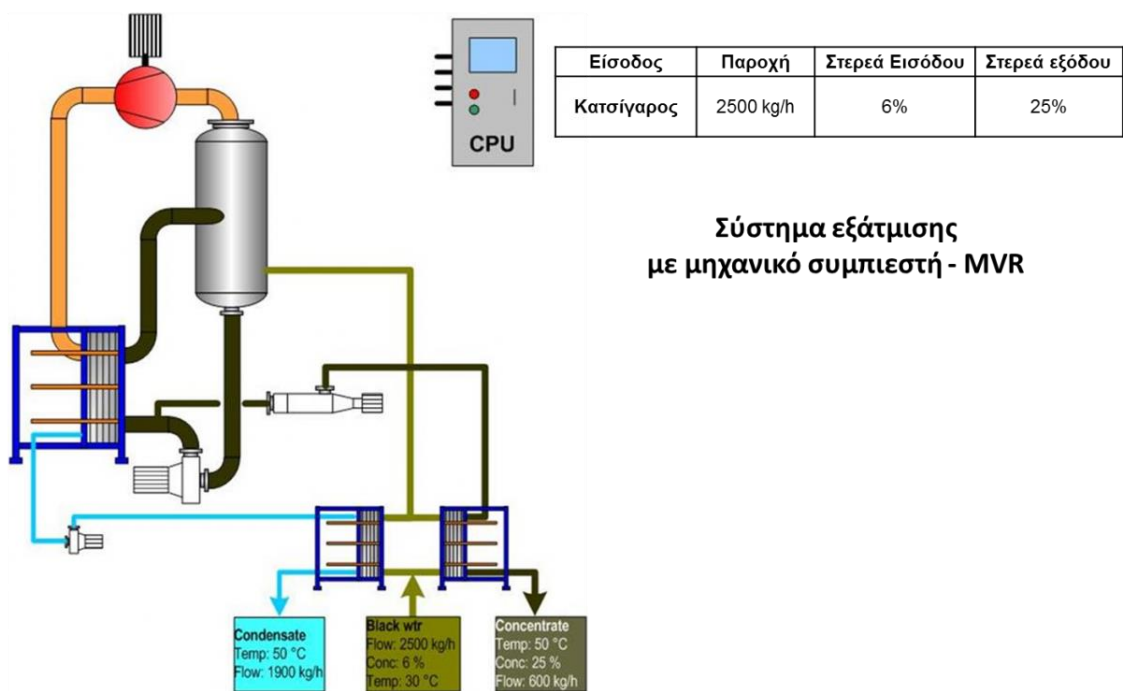 CPU
Είσοδος Παροχή Στερεά Εισόδου Στερεά εξόδου
Κατσίγαρος 2500 kg/h 6% 25%
Σύστημα εξάτμισης
με μηχανικό συμπιεστή - MVR
Condensate
Temp: 50 °C
Flow: 1900 kg/h
Black wtr
Flow: 2500 kg/h
Conc: 6 %
Temp: 30 °C
Concentrate
Temp: 50 °C
Conc: 25 %
Flow: 600 kg/h